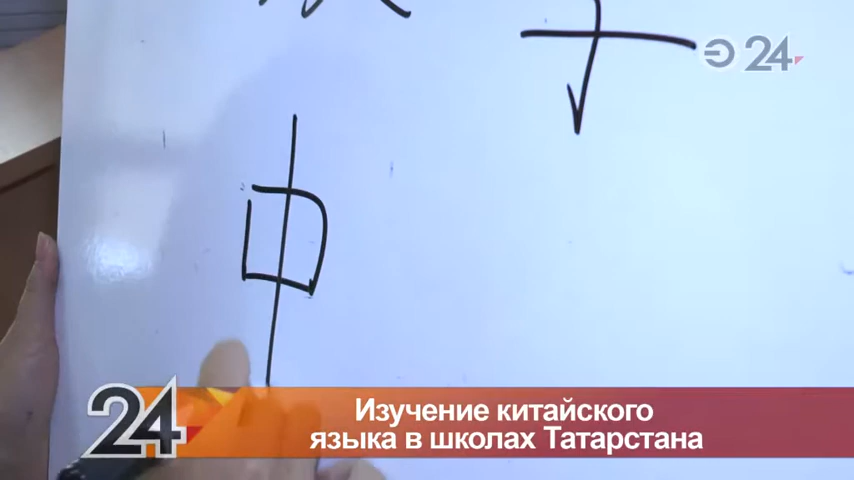 Э 24
中
24
Изучение китайского
языка в школах Татарстана